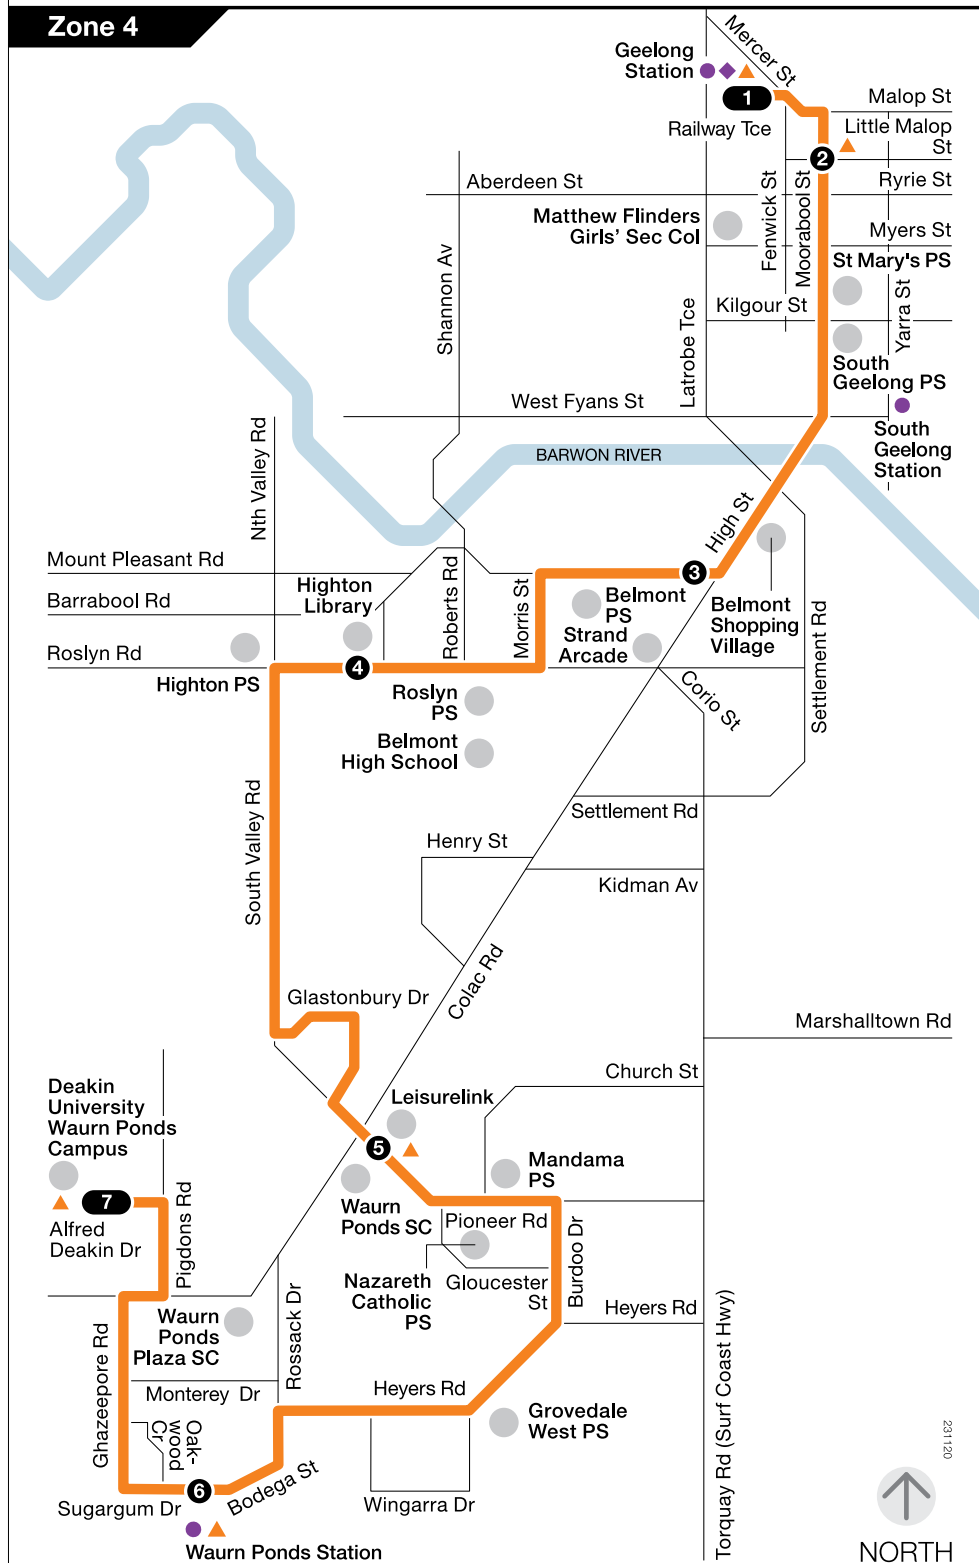 Zone 4
Mercer St
Geelong
Station
1
Malop St
Railway Tce
Little Malop
St
2
Aberdeen St
Ryrie St
Matthew Flinders
Girls' Sec Col
Fenwick St
Moorabool St
Myers St
St Mary's PS
Shannon Av
Kilgour St
Yarra St
Latrobe Tce
South
Geelong PS
West Fyans St
South
Geelong
Station
Nth Valley Rd
BARWON RIVER
High St
Mount Pleasant Rd
Highton
Library
Roberts Rd
Morris St
3
Belmont
PS
Belmont
Shopping
Village
Settlement Rd
Barrabool Rd
Strand
Arcade
Roslyn Rd
Highton PS
4
Roslyn
PS
Corio St
Belmont
High School
South Valley Rd
Settlement Rd
Henry St
Kidman Av
Colac Rd
Glastonbury Dr
Marshalltown Rd
Church St
Deakin
University
Waurn Ponds
Campus
Leisurelink
5
Mandama
PS
7
Waurn
Ponds SC
Pioneer Rd
Alfred
Deakin Dr
Pigdons Rd
Burdoo Dr
Nazareth
Catholic
PS
Gloucester
St
Heyers Rd
Waurn
Ponds
Plaza SC
Rossack Dr
Torquay Rd (Surf Coast Hwy)
Ghazeepore Rd
Monterey Dr
Heyers Rd
Grovedale
West PS
Oak-
wood
Cr
6
Bodega St
Sugargum Dr
Wingarra Dr
Waurn Ponds Station
231120
NORTH